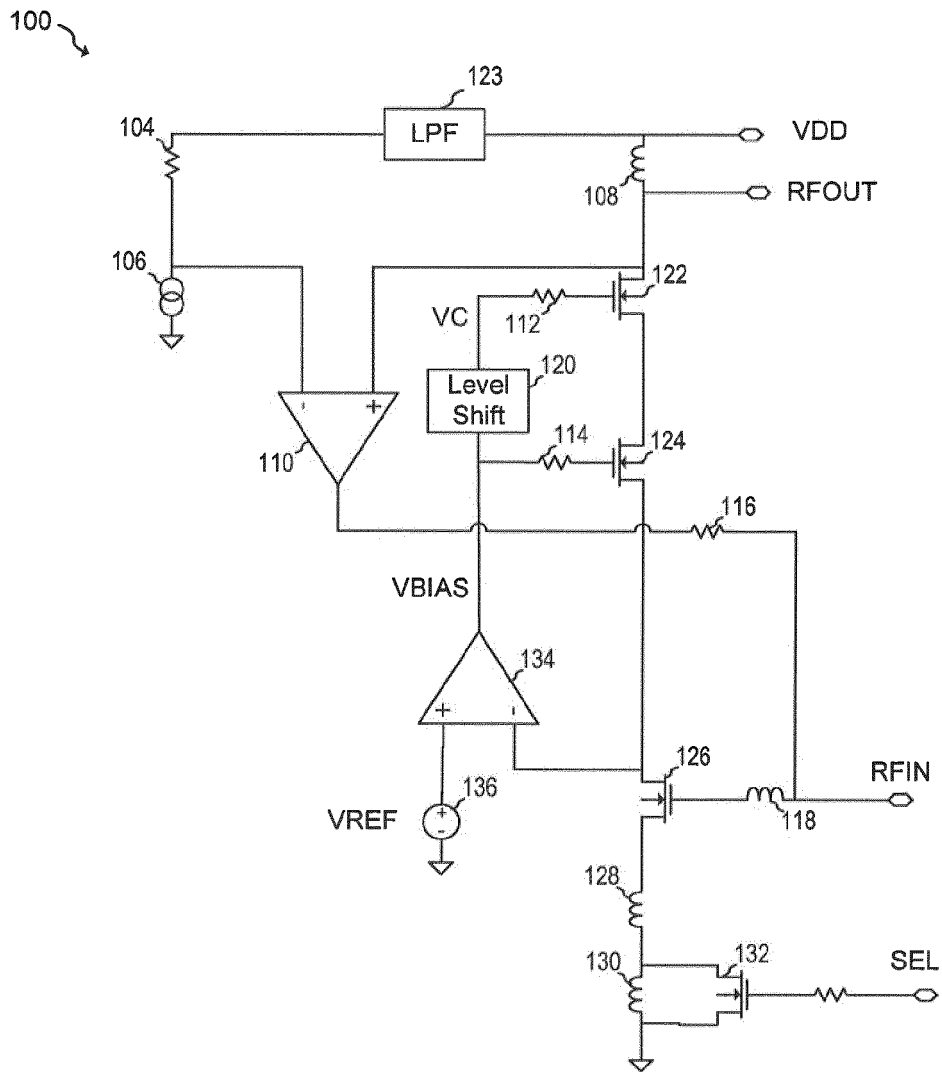 100
123
104
LPF
VDD
108
RFOUT
106
122
VC
112
120
Level
Shift
114
124
-
+
110
116
VBIAS
134
+
-
126
RFIN
136
VREF
+
-
118
128
132
SEL
130